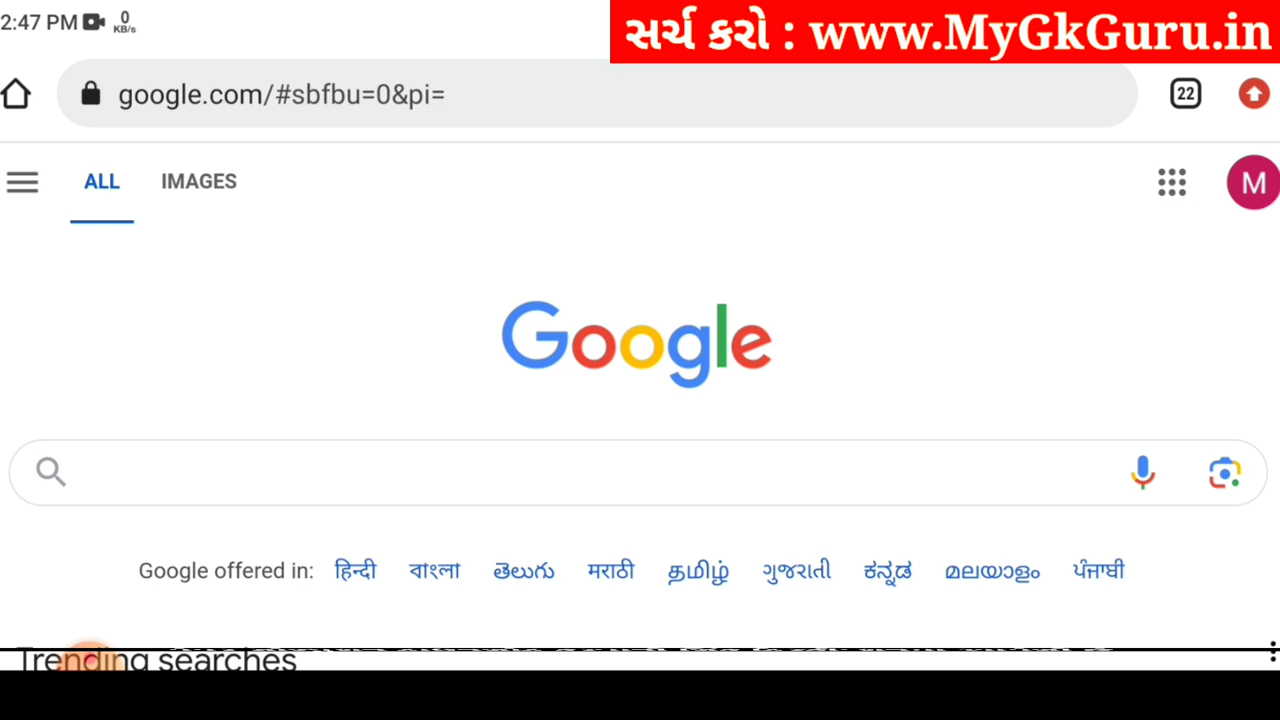 2:47 PM 0 KB/s
સર્ચ કરો : www.MyGkGuru.in
google.com/#sbfbu=0&pi=
22
ALL IMAGES
M
Google
Google offered in: हिन्दी বাংলা తెలుగు मराठी தமிழ் ગુજરાતી ಕನ್ನಡ മലയാളം ਪੰਜਾਬੀ
Trending searches